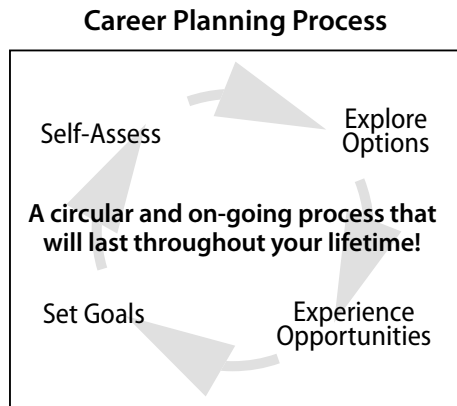 Career Planning Process
Self-Assess
Explore
Options
A circular and on-going process that
will last throughout your lifetime!
Set Goals
Experience
Opportunities